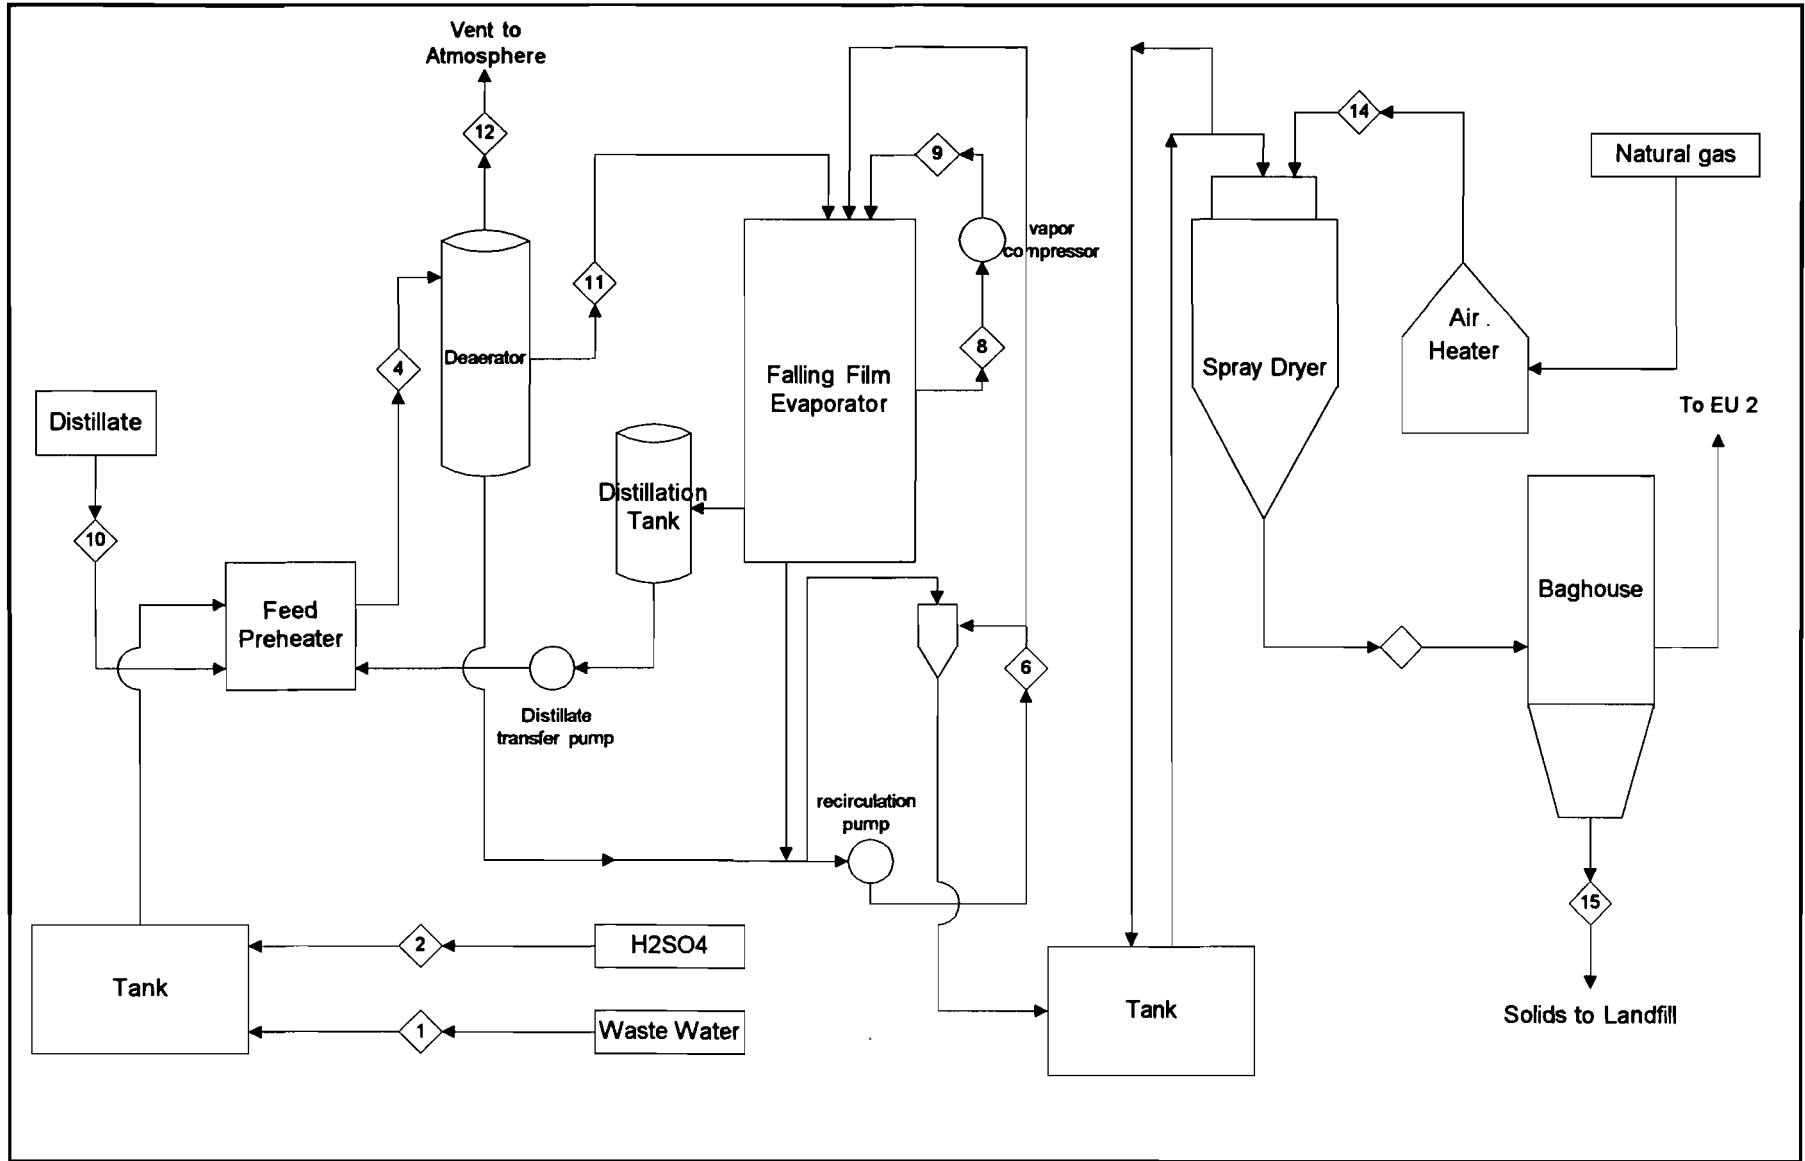 Vent to
Atmosphere
12
14
9
Natural gas
vapor
compressor
11
Air
Heater
8
Deaerator
4
Falling Film
Evaporator
Spray Dryer
To EU 2
Distillate
Distillation
Tank
10
Baghouse
Feed
Preheater
6
Distillate
transfer pump
recirculation
pump
15
2
H2SO4
Tank
1
Waste Water
Tank
Solids to Landfill